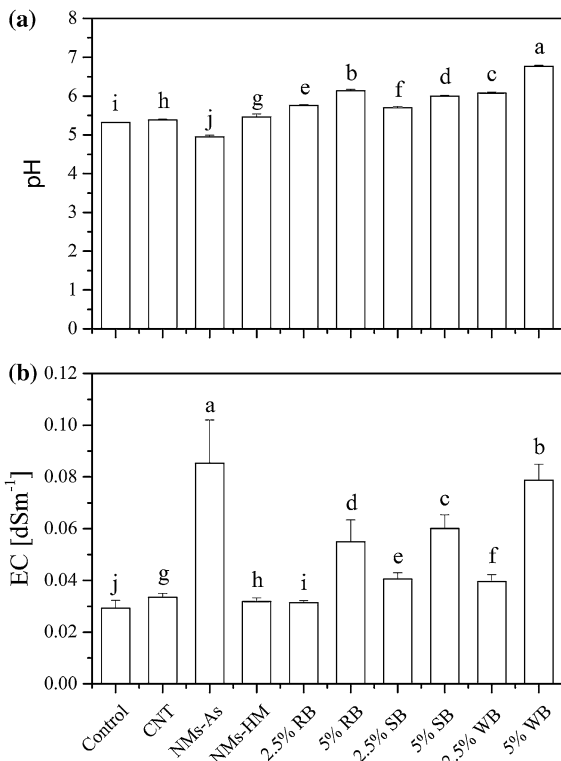 (a)
8
7
6
5
4
3
2
1
0
pH
i h j g e b f d c a
(b)
0.12
0.10
0.08
0.06
0.04
0.02
0.00
EC [dSm⁻¹]
j g a h i d e c f b
Control CNT NMs-As NMs-HM 2.5% RB 5% RB 2.5% SB 5% SB 2.5% WB 5% WB